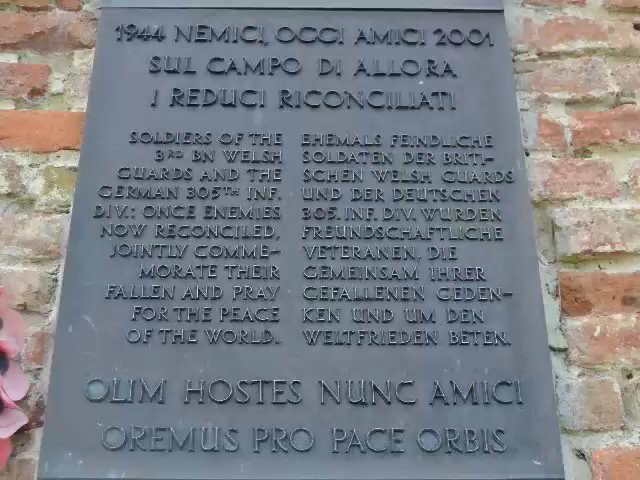 1944 NEMICI, OGGI AMICI 2001
SUL CAMPO DI ALLORA
I REDUCI RICONCILIATI
SOLDIERS OF THE
3RD BN WELSH
GUARDS AND THE
GERMAN 305TH INF.
DIV.: ONCE ENEMIES
NOW RECONCILED,
JOINTLY COMME-
MORATE THEIR
FALLEN AND PRAY
FOR THE PEACE
OF THE WORLD.
EHEMALS FEINDLICHE
SOLDATEN DER BRITI-
SCHEN WELSH GUARDS
UND DER DEUTSCHEN
305. INF. DIV. WURDEN
FREUNDSCHAFTLICHE
VETERANEN, DIE
GEMEINSAM IHRER
GEFALLENEN GEDEN-
KEN UND UM DEN
WELTFRIEDEN BETEN.
OLIM HOSTES NUNC AMICI
OREMUS PRO PACE ORBIS